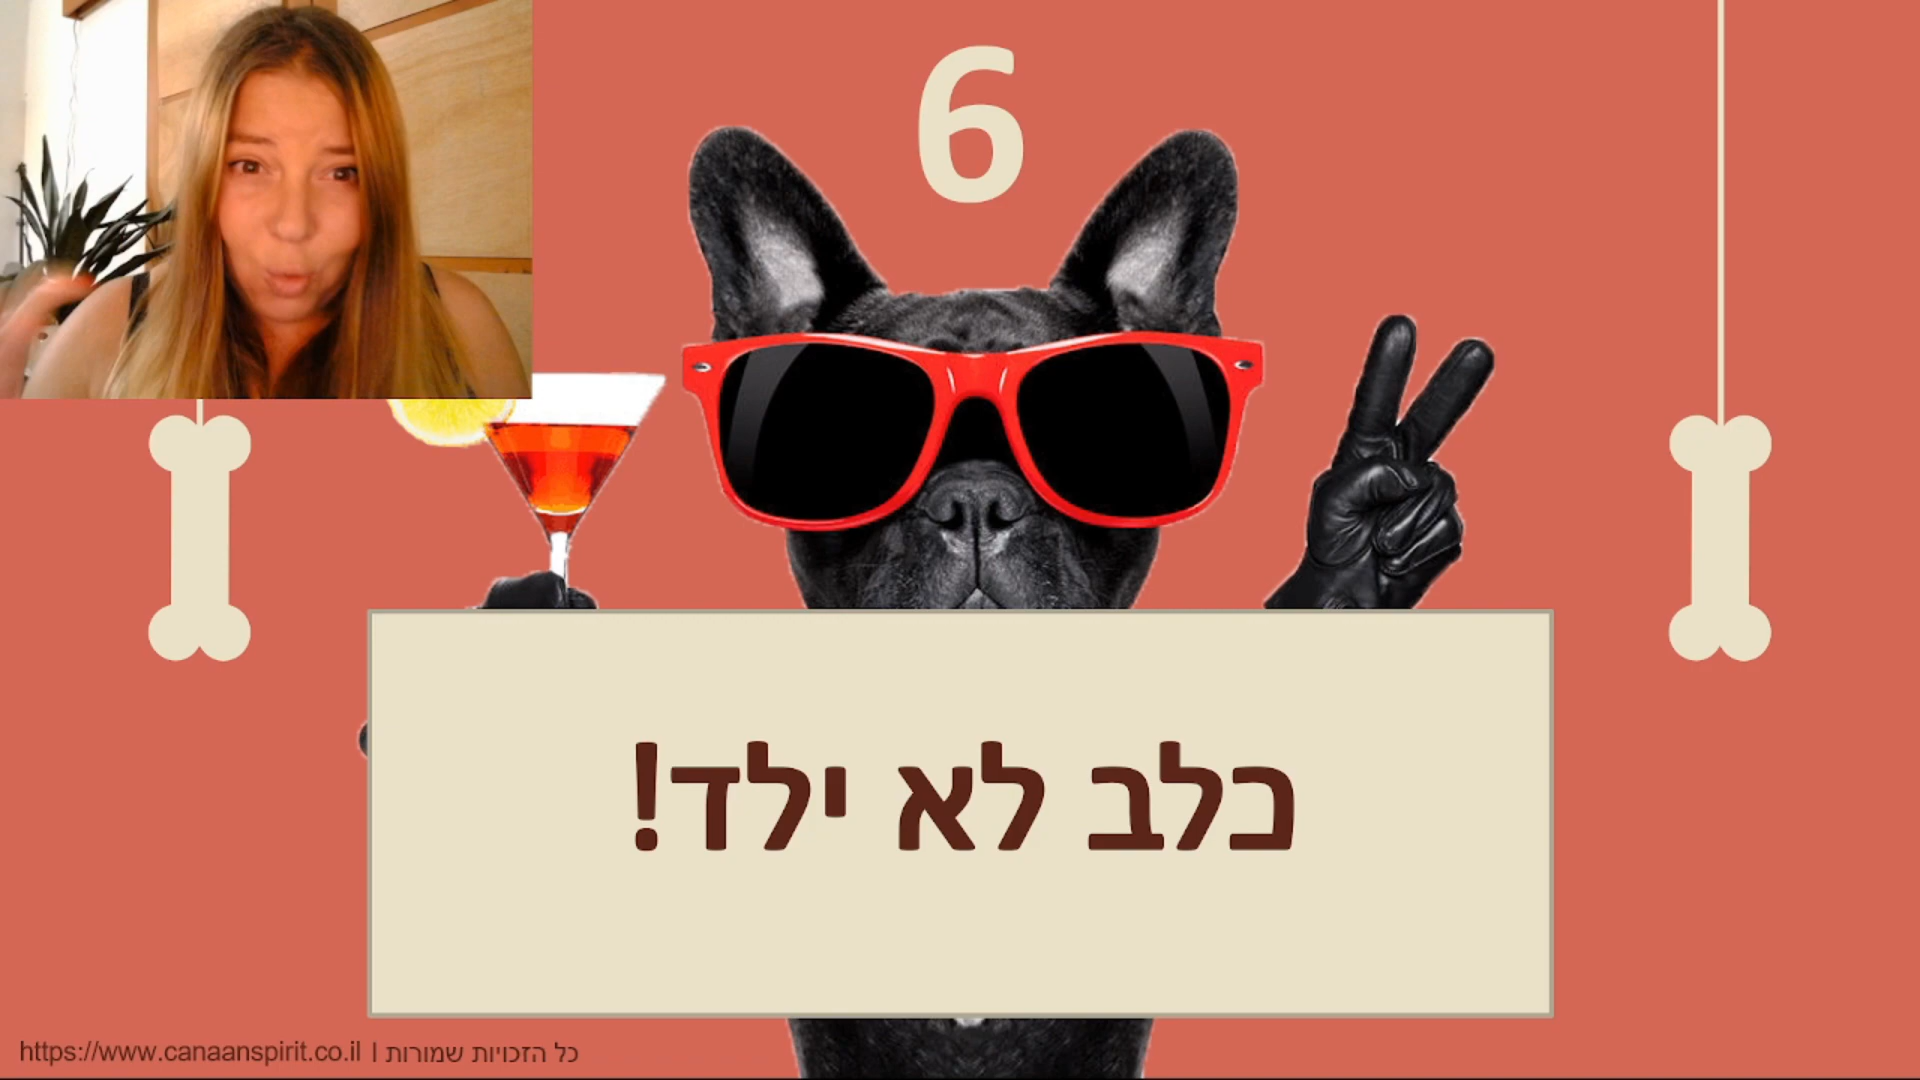 6
כלב לא ילד!
https://www.canaanspirit.co.il | כל הזכויות שמורות